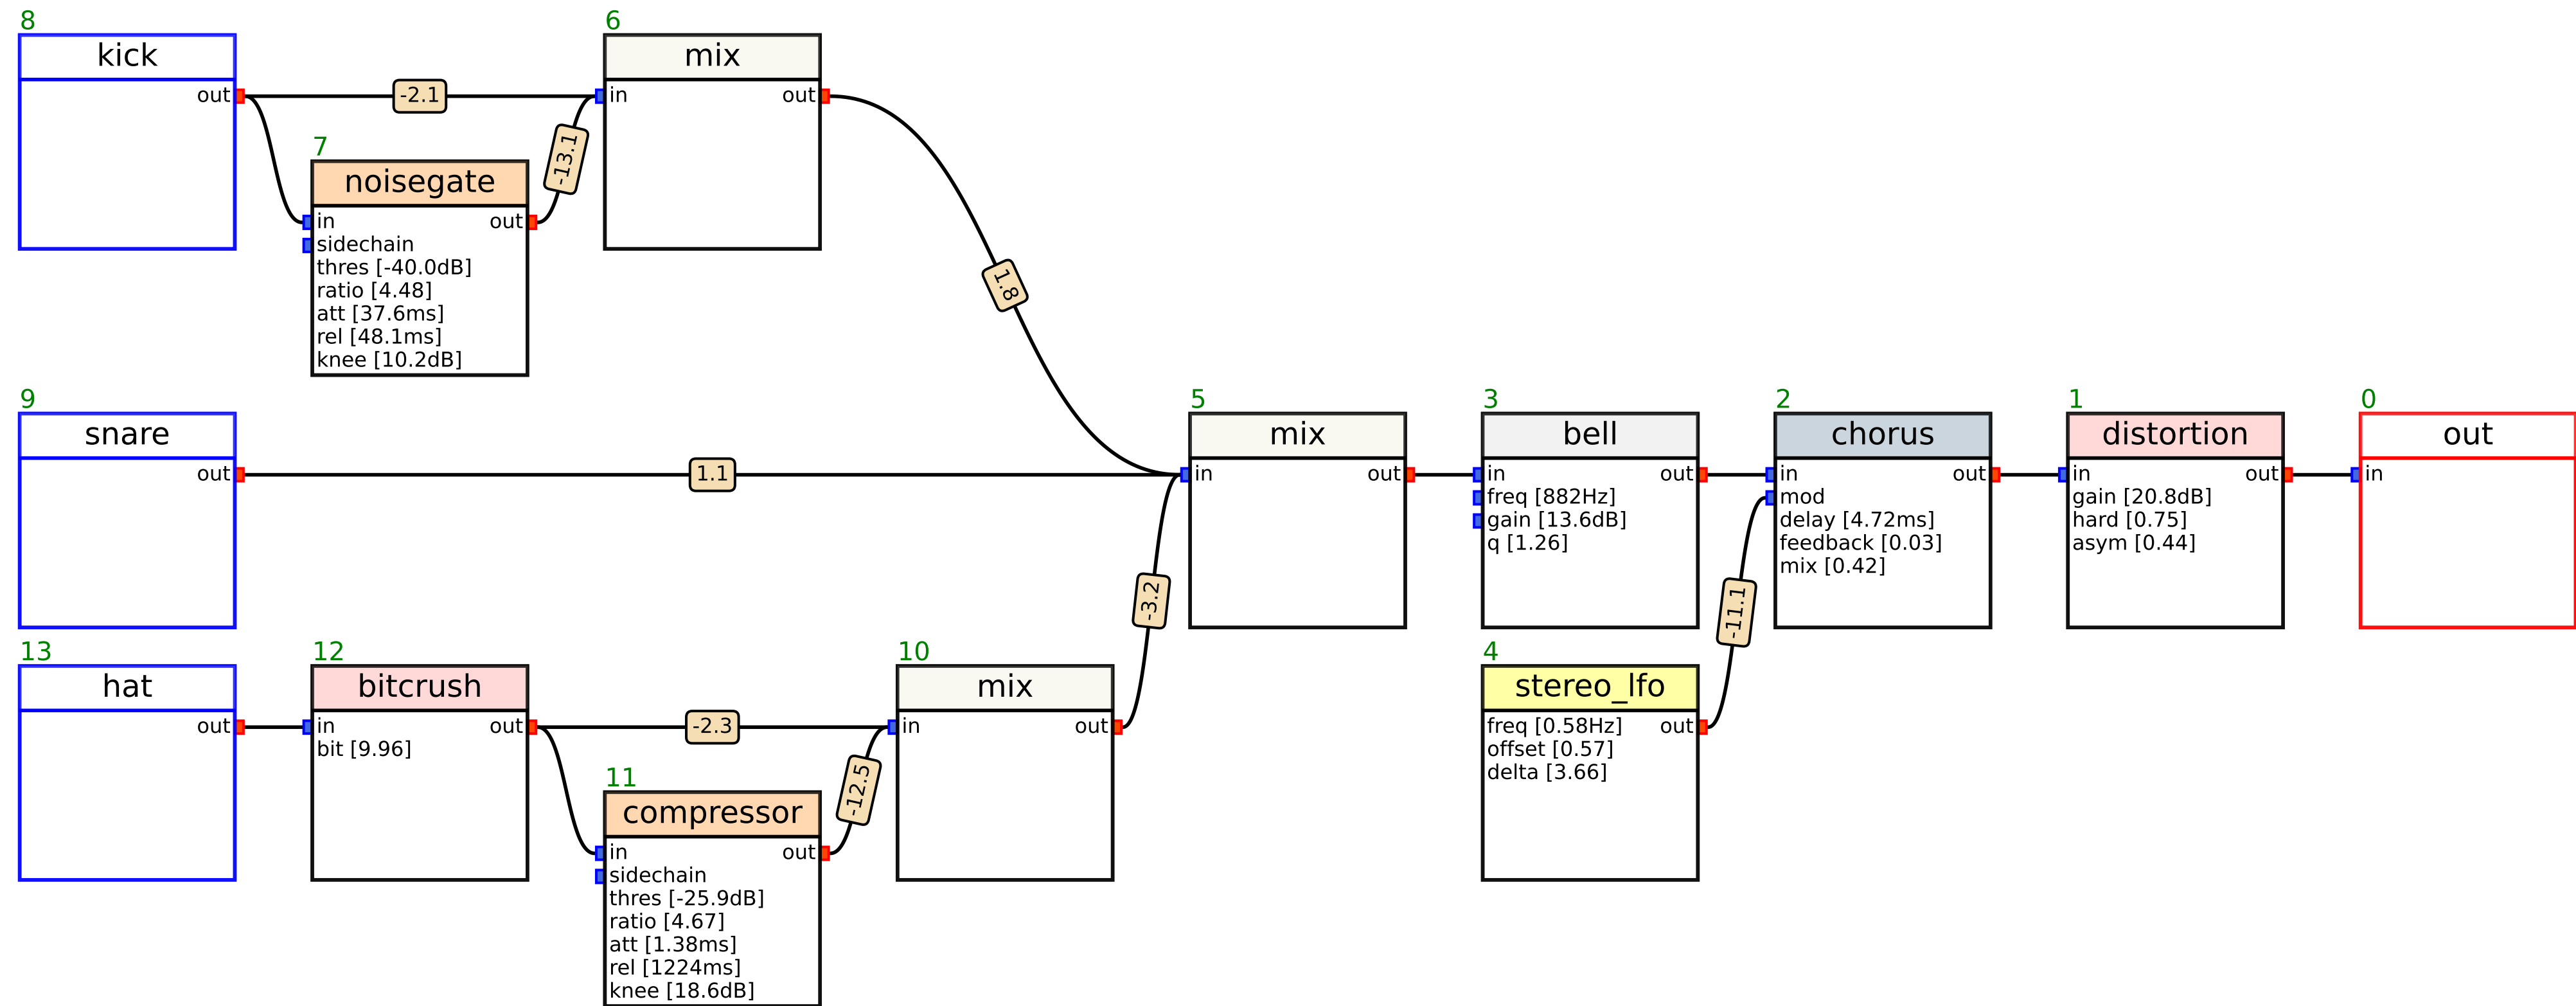 8
kick
out
-2.1
7
noisegate
in out
sidechain
thres [-40.0dB]
ratio [4.48]
att [37.6ms]
rel [48.1ms]
knee [10.2dB]
-13.1
6
mix
in out
1.8
9
snare
out
1.1
13
hat
out
12
bitcrush
in out
bit [9.96]
-2.3
11
compressor
in out
sidechain
thres [-25.9dB]
ratio [4.67]
att [1.38ms]
rel [1224ms]
knee [18.6dB]
-12.5
10
mix
in out
-3.2
5
mix
in out
3
bell
in out
freq [882Hz]
gain [13.6dB]
q [1.26]
4
stereo_lfo
freq [0.58Hz] out
offset [0.57]
delta [3.66]
-11.1
2
chorus
in out
mod
delay [4.72ms]
feedback [0.03]
mix [0.42]
1
distortion
in out
gain [20.8dB]
hard [0.75]
asym [0.44]
0
out
in